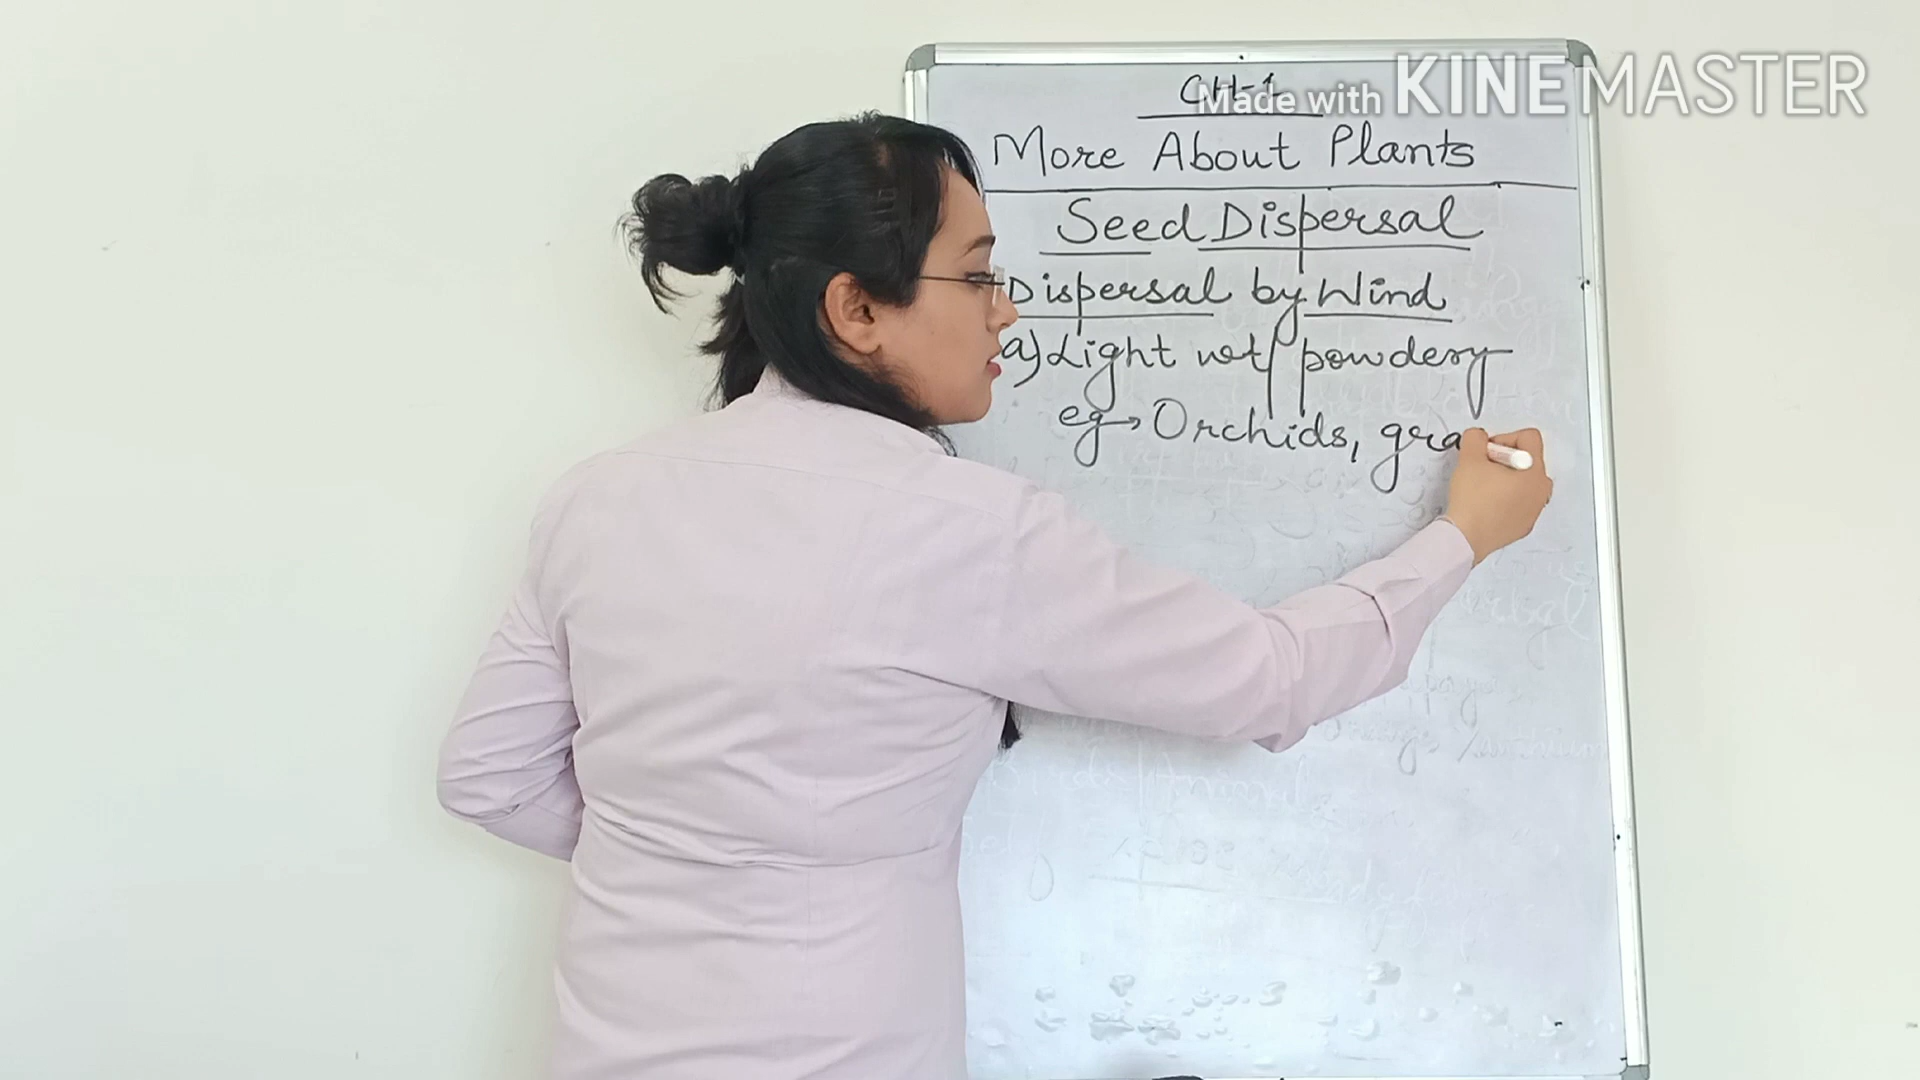 CH-1
Made with KINEMASTER
More About Plants
Seed Dispersal
Dispersal by Wind
a) Light wt/ powdery
eg→ Orchids, gra